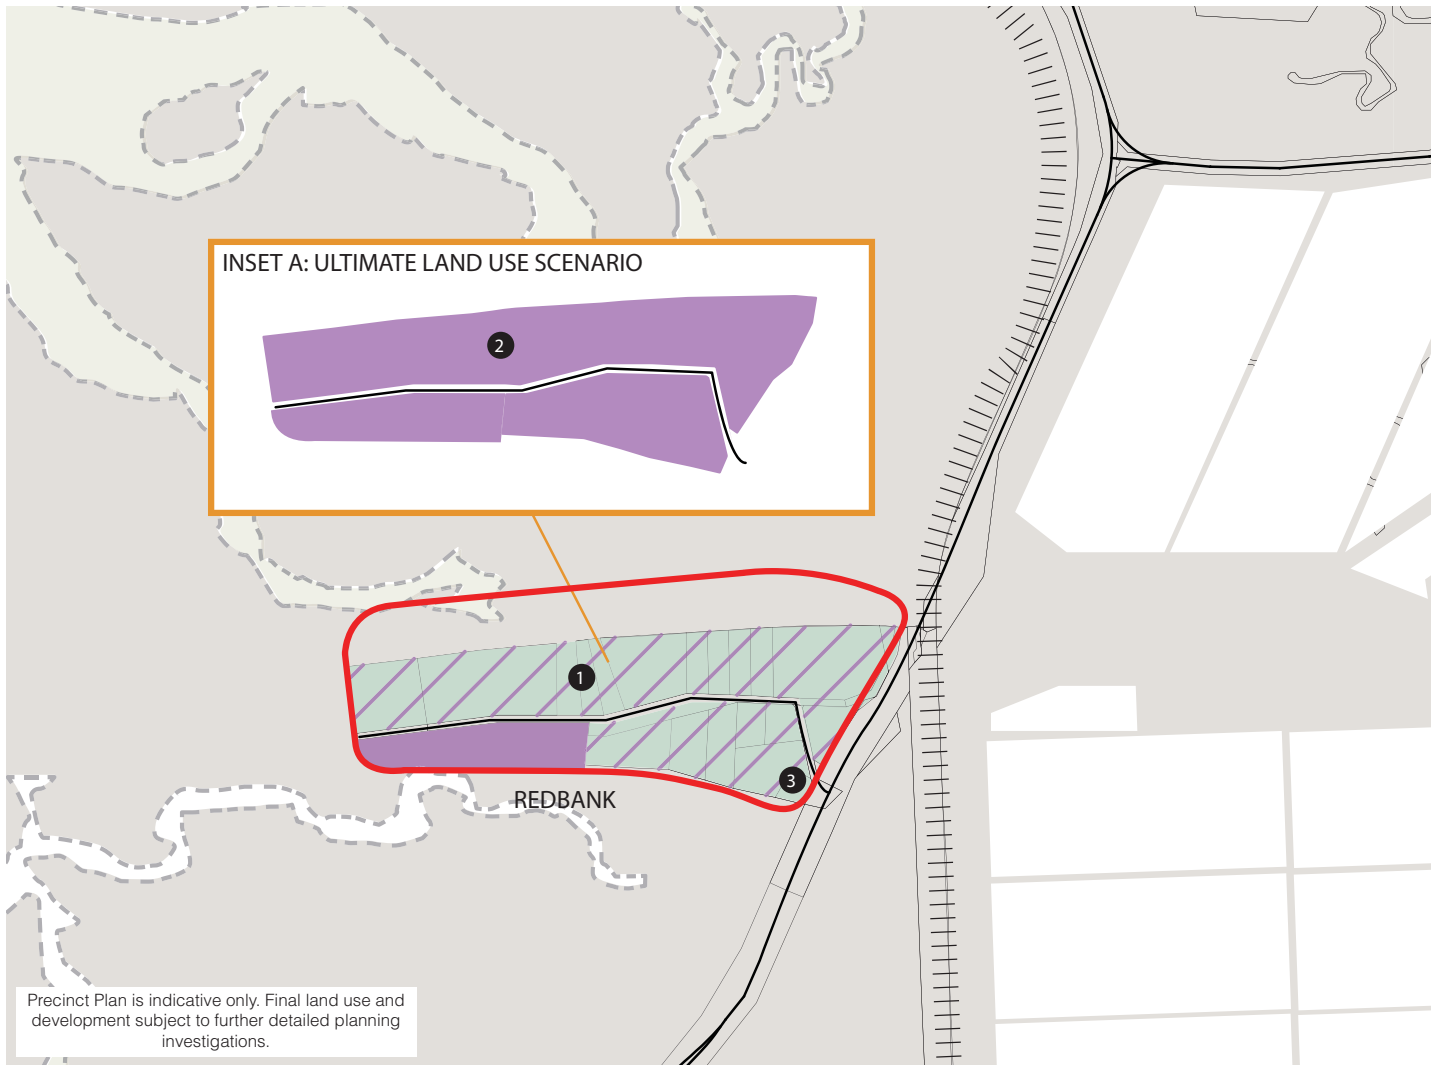 INSET A: ULTIMATE LAND USE SCENARIO
2
1
3
REDBANK
Precinct Plan is indicative only. Final land use and
development subject to further detailed planning
investigations.